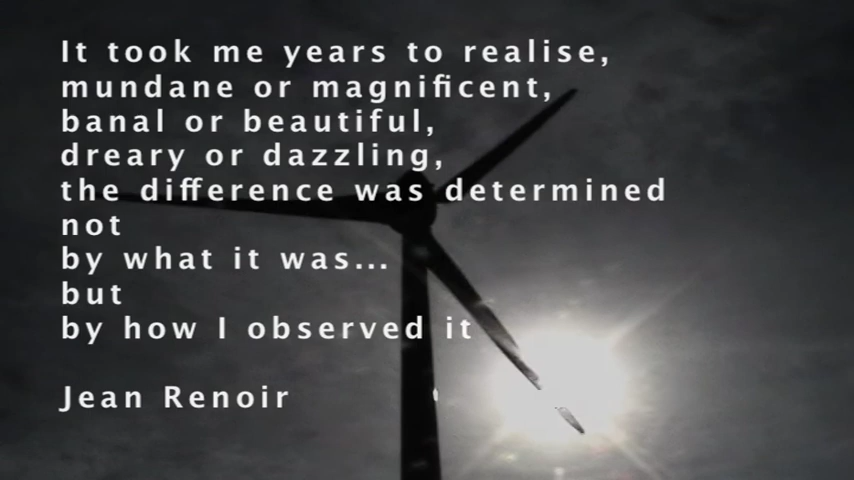 It took me years to realise,
mundane or magnificent,
banal or beautiful,
dreary or dazzling,
the difference was determined
not
by what it was...
but
by how I observed it
Jean Renoir